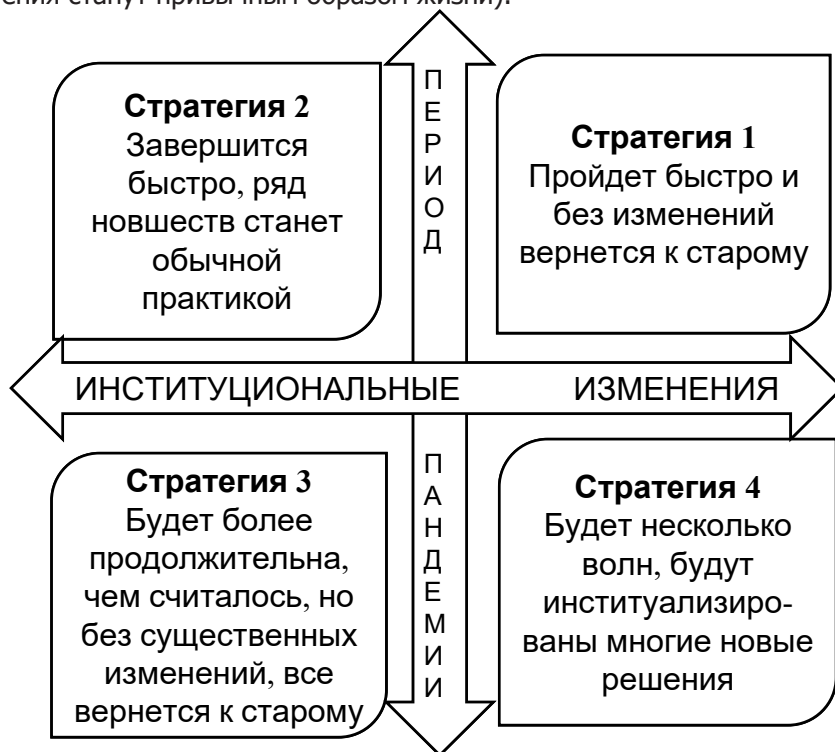 ения станут привычным образом жизни).
Стратегия 2
Завершится
быстро, ряд
новшеств станет
обычной
практикой
ПЕРИОД
Стратегия 1
Пройдет быстро и
без изменений
вернется к старому
ИНСТИТУЦИОНАЛЬНЫЕ ИЗМЕНЕНИЯ
Стратегия 3
Будет более
продолжительна,
чем считалось, но
без существенных
изменений, все
вернется к старому
ПАНДЕМИИ
Стратегия 4
Будет несколько
волн, будут
институализиро-
ваны многие новые
решения